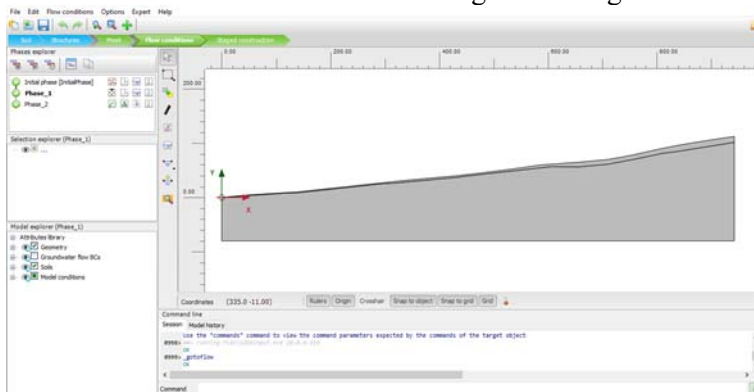 File Edit Flow conditions Options Expert Help
Soil Structures Mesh Flow conditions Staged construction
Phases explorer
Initial phase [InitialPhase]
Phase_1
Phase_2
Selection explorer (Phase_1)
...
Model explorer (Phase_1)
Attributes library
Geometry
Groundwater flow BCs
Soils
Model conditions
0.00 200.00 400.00 600.00 800.00
200.00
0.00
Y
X
Coordinates (335.0 -11.00) Rulers Origin Crosshair Snap to object Snap to grid Grid
Command line
Session Model history
Use the "commands" command to view the command parameters expected by the commands of the target object
OK
_gotoflow
OK
Command